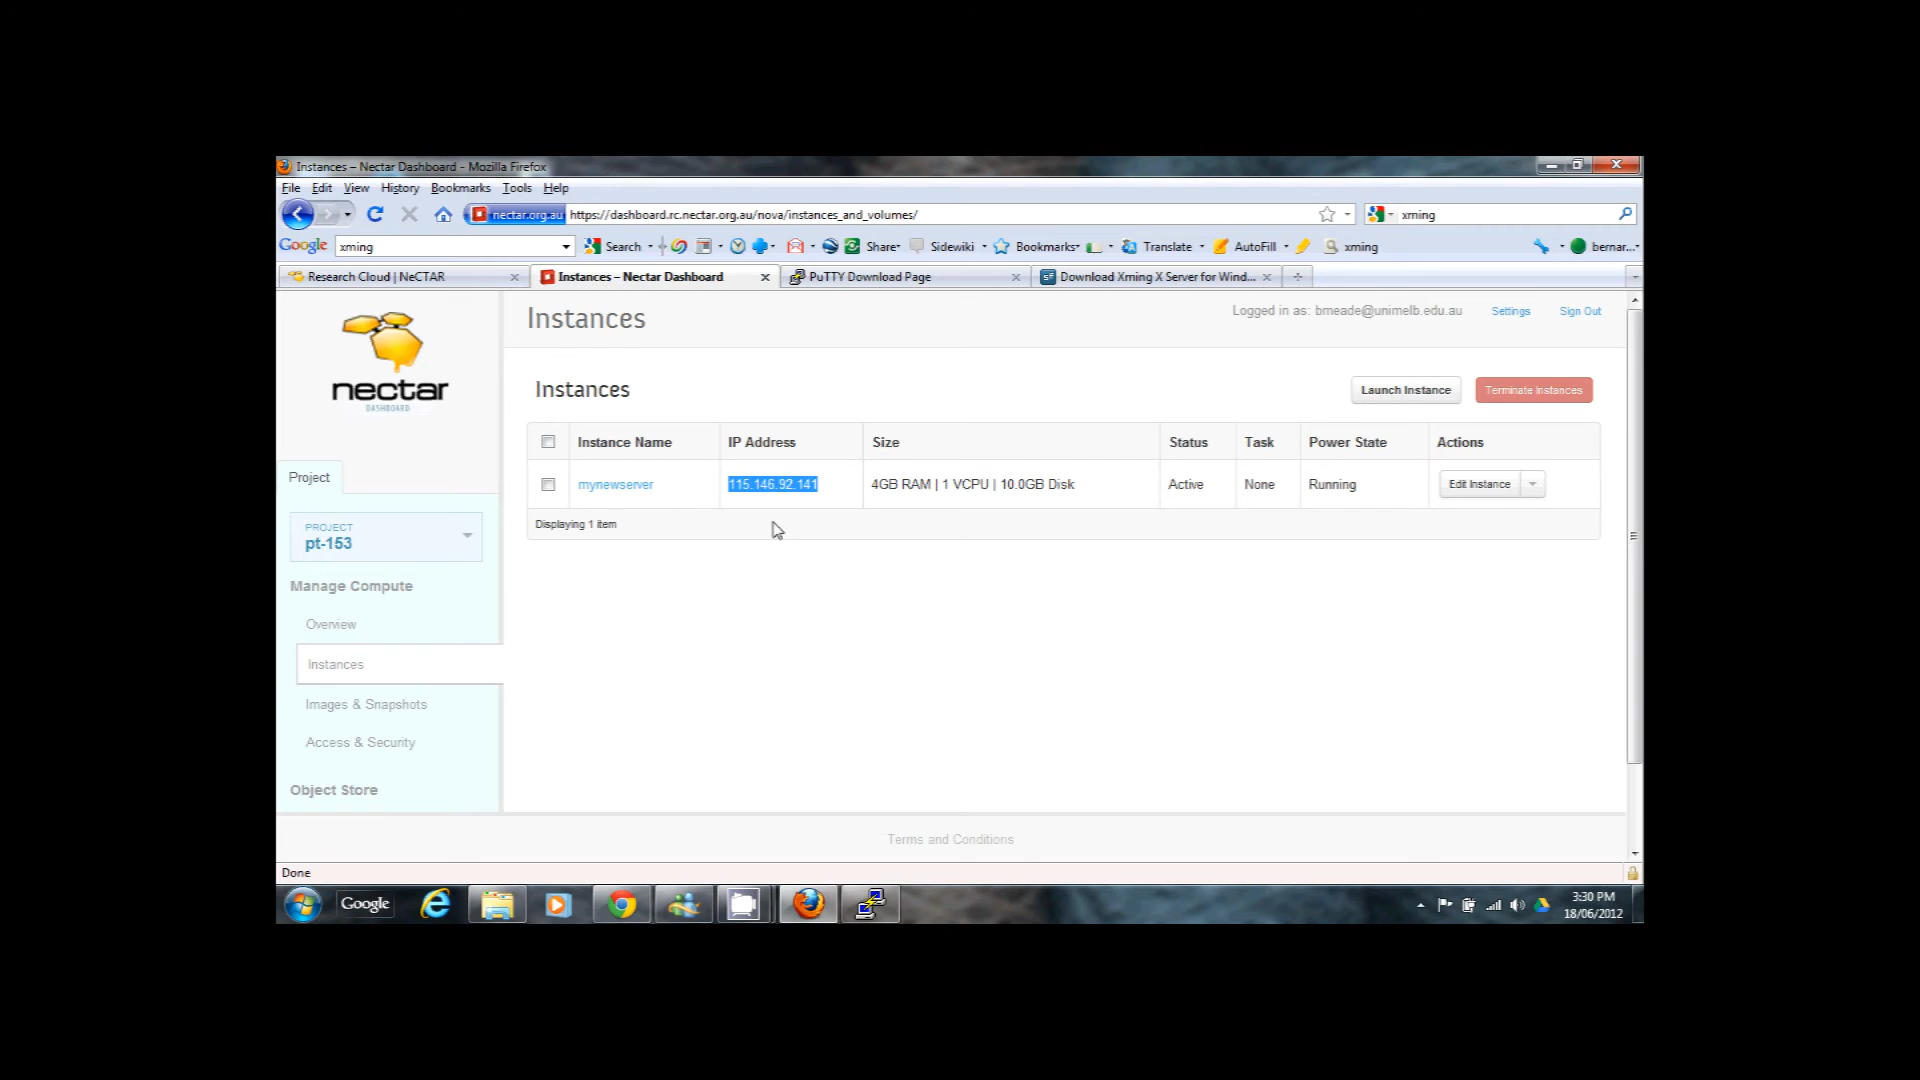 Instances – Nectar Dashboard - Mozilla Firefox
File Edit View History Bookmarks Tools Help
nectar.org.au https://dashboard.rc.nectar.org.au/nova/instances_and_volumes/ xming
Google xming Search Share Sidewiki Bookmarks Translate AutoFill xming bernar...
Research Cloud | NeCTAR Instances – Nectar Dashboard PuTTY Download Page Download Xming X Server for Wind...
Instances Logged in as: bmeade@unimelb.edu.au Settings Sign Out
nectar
DASHBOARD
Instances Launch Instance Terminate Instances
Instance Name IP Address Size Status Task Power State Actions
mynewserver 115.146.92.141 4GB RAM | 1 VCPU | 10.0GB Disk Active None Running Edit Instance
Displaying 1 item
Project
PROJECT
pt-153
Manage Compute
Overview
Instances
Images & Snapshots
Access & Security
Object Store
Terms and Conditions
Done
Google 3:30 PM
18/06/2012